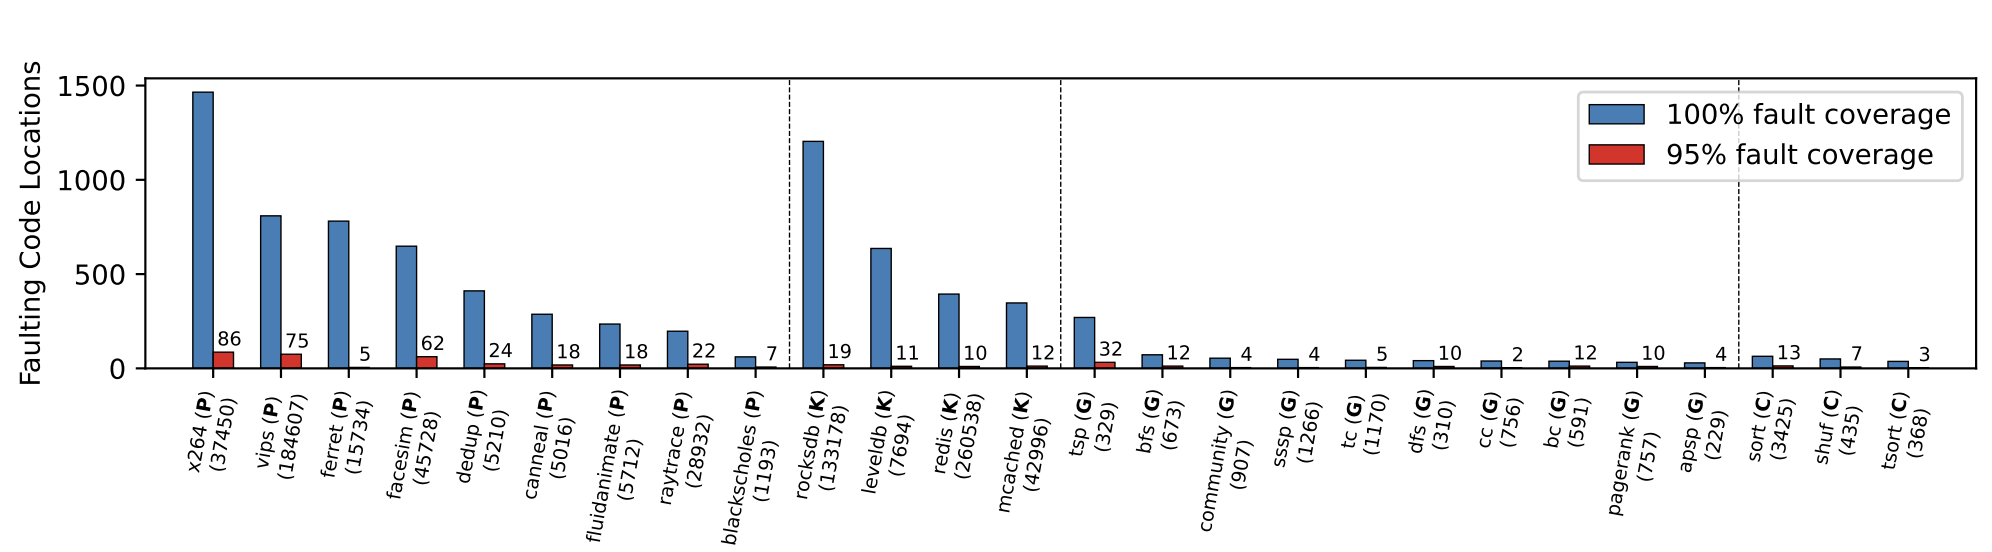 Faulting Code Locations
1500
1000
500
0
100% fault coverage
95% fault coverage
86
75
5
62
24
18
18
22
7
19
11
10
12
32
12
4
4
5
10
2
12
10
4
13
7
3
x264 (P)
(37450)
vips (P)
(184607)
ferret (P)
(15734)
facesim (P)
(45728)
dedup (P)
(5210)
canneal (P)
(5016)
fluidanimate (P)
(5712)
raytrace (P)
(28932)
blackscholes (P)
(1193)
rocksdb (K)
(133178)
leveldb (K)
(7694)
redis (K)
(260538)
mcached (K)
(42996)
tsp (G)
(329)
bfs (G)
(673)
community (G)
(907)
sssp (G)
(1266)
tc (G)
(1170)
dfs (G)
(310)
cc (G)
(756)
bc (G)
(591)
pagerank (G)
(757)
apsp (G)
(229)
sort (C)
(3425)
shuf (C)
(435)
tsort (C)
(368)